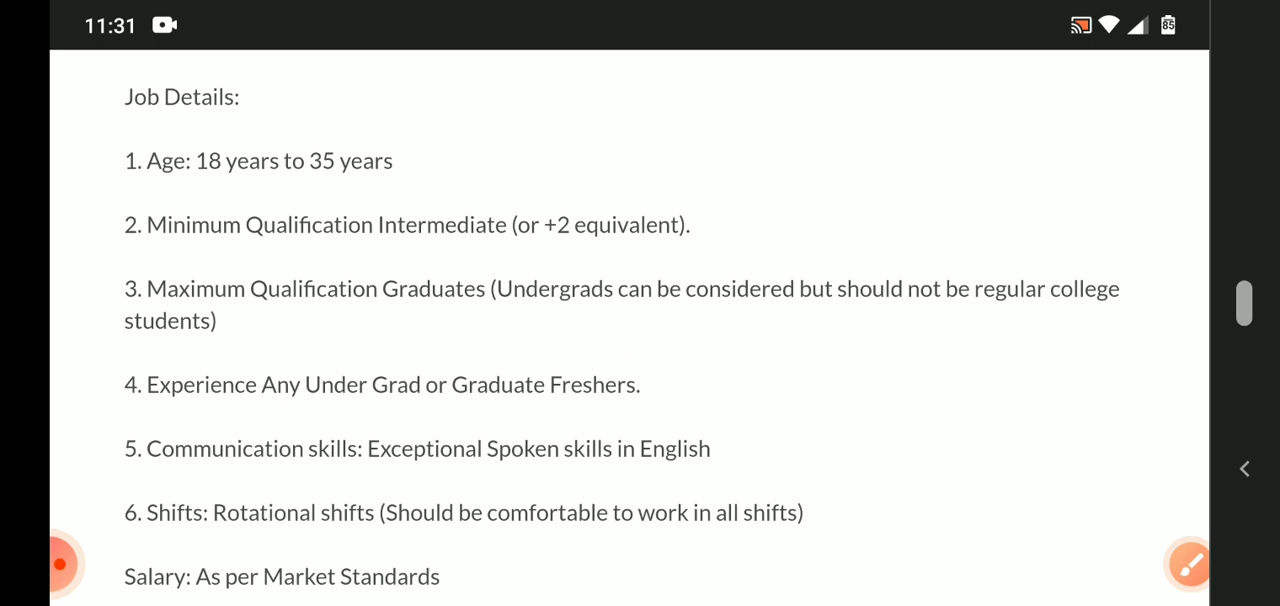 11:31
85
Job Details:
1. Age: 18 years to 35 years
2. Minimum Qualification Intermediate (or +2 equivalent).
3. Maximum Qualification Graduates (Undergrads can be considered but should not be regular college
students)
4. Experience Any Under Grad or Graduate Freshers.
5. Communication skills: Exceptional Spoken skills in English
6. Shifts: Rotational shifts (Should be comfortable to work in all shifts)
Salary: As per Market Standards